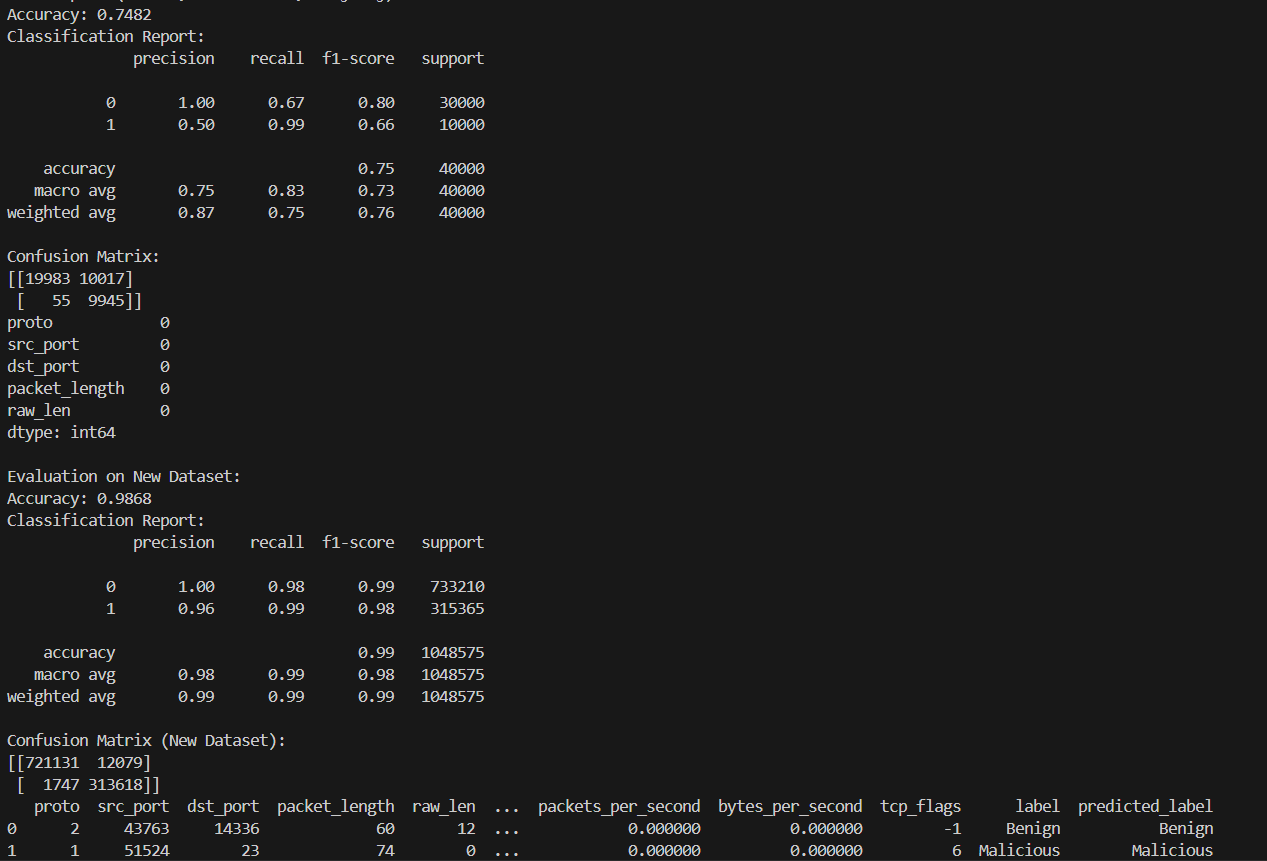 Accuracy: 0.7482
Classification Report:
precision recall f1-score support
0 1.00 0.67 0.80 30000
1 0.50 0.99 0.66 10000
accuracy 0.75 40000
macro avg 0.75 0.83 0.73 40000
weighted avg 0.87 0.75 0.76 40000
Confusion Matrix:
[[19983 10017]
[ 55 9945]]
proto 0
src_port 0
dst_port 0
packet_length 0
raw_len 0
dtype: int64
Evaluation on New Dataset:
Accuracy: 0.9868
Classification Report:
precision recall f1-score support
0 1.00 0.98 0.99 733210
1 0.96 0.99 0.98 315365
accuracy 0.99 1048575
macro avg 0.98 0.99 0.98 1048575
weighted avg 0.99 0.99 0.99 1048575
Confusion Matrix (New Dataset):
[[721131 12079]
[ 1747 313618]]
proto src_port dst_port packet_length raw_len ... packets_per_second bytes_per_second tcp_flags label predicted_label
0 2 43763 14336 60 12 ... 0.000000 0.000000 -1 Benign Benign
1 1 51524 23 74 0 ... 0.000000 0.000000 6 Malicious Malicious